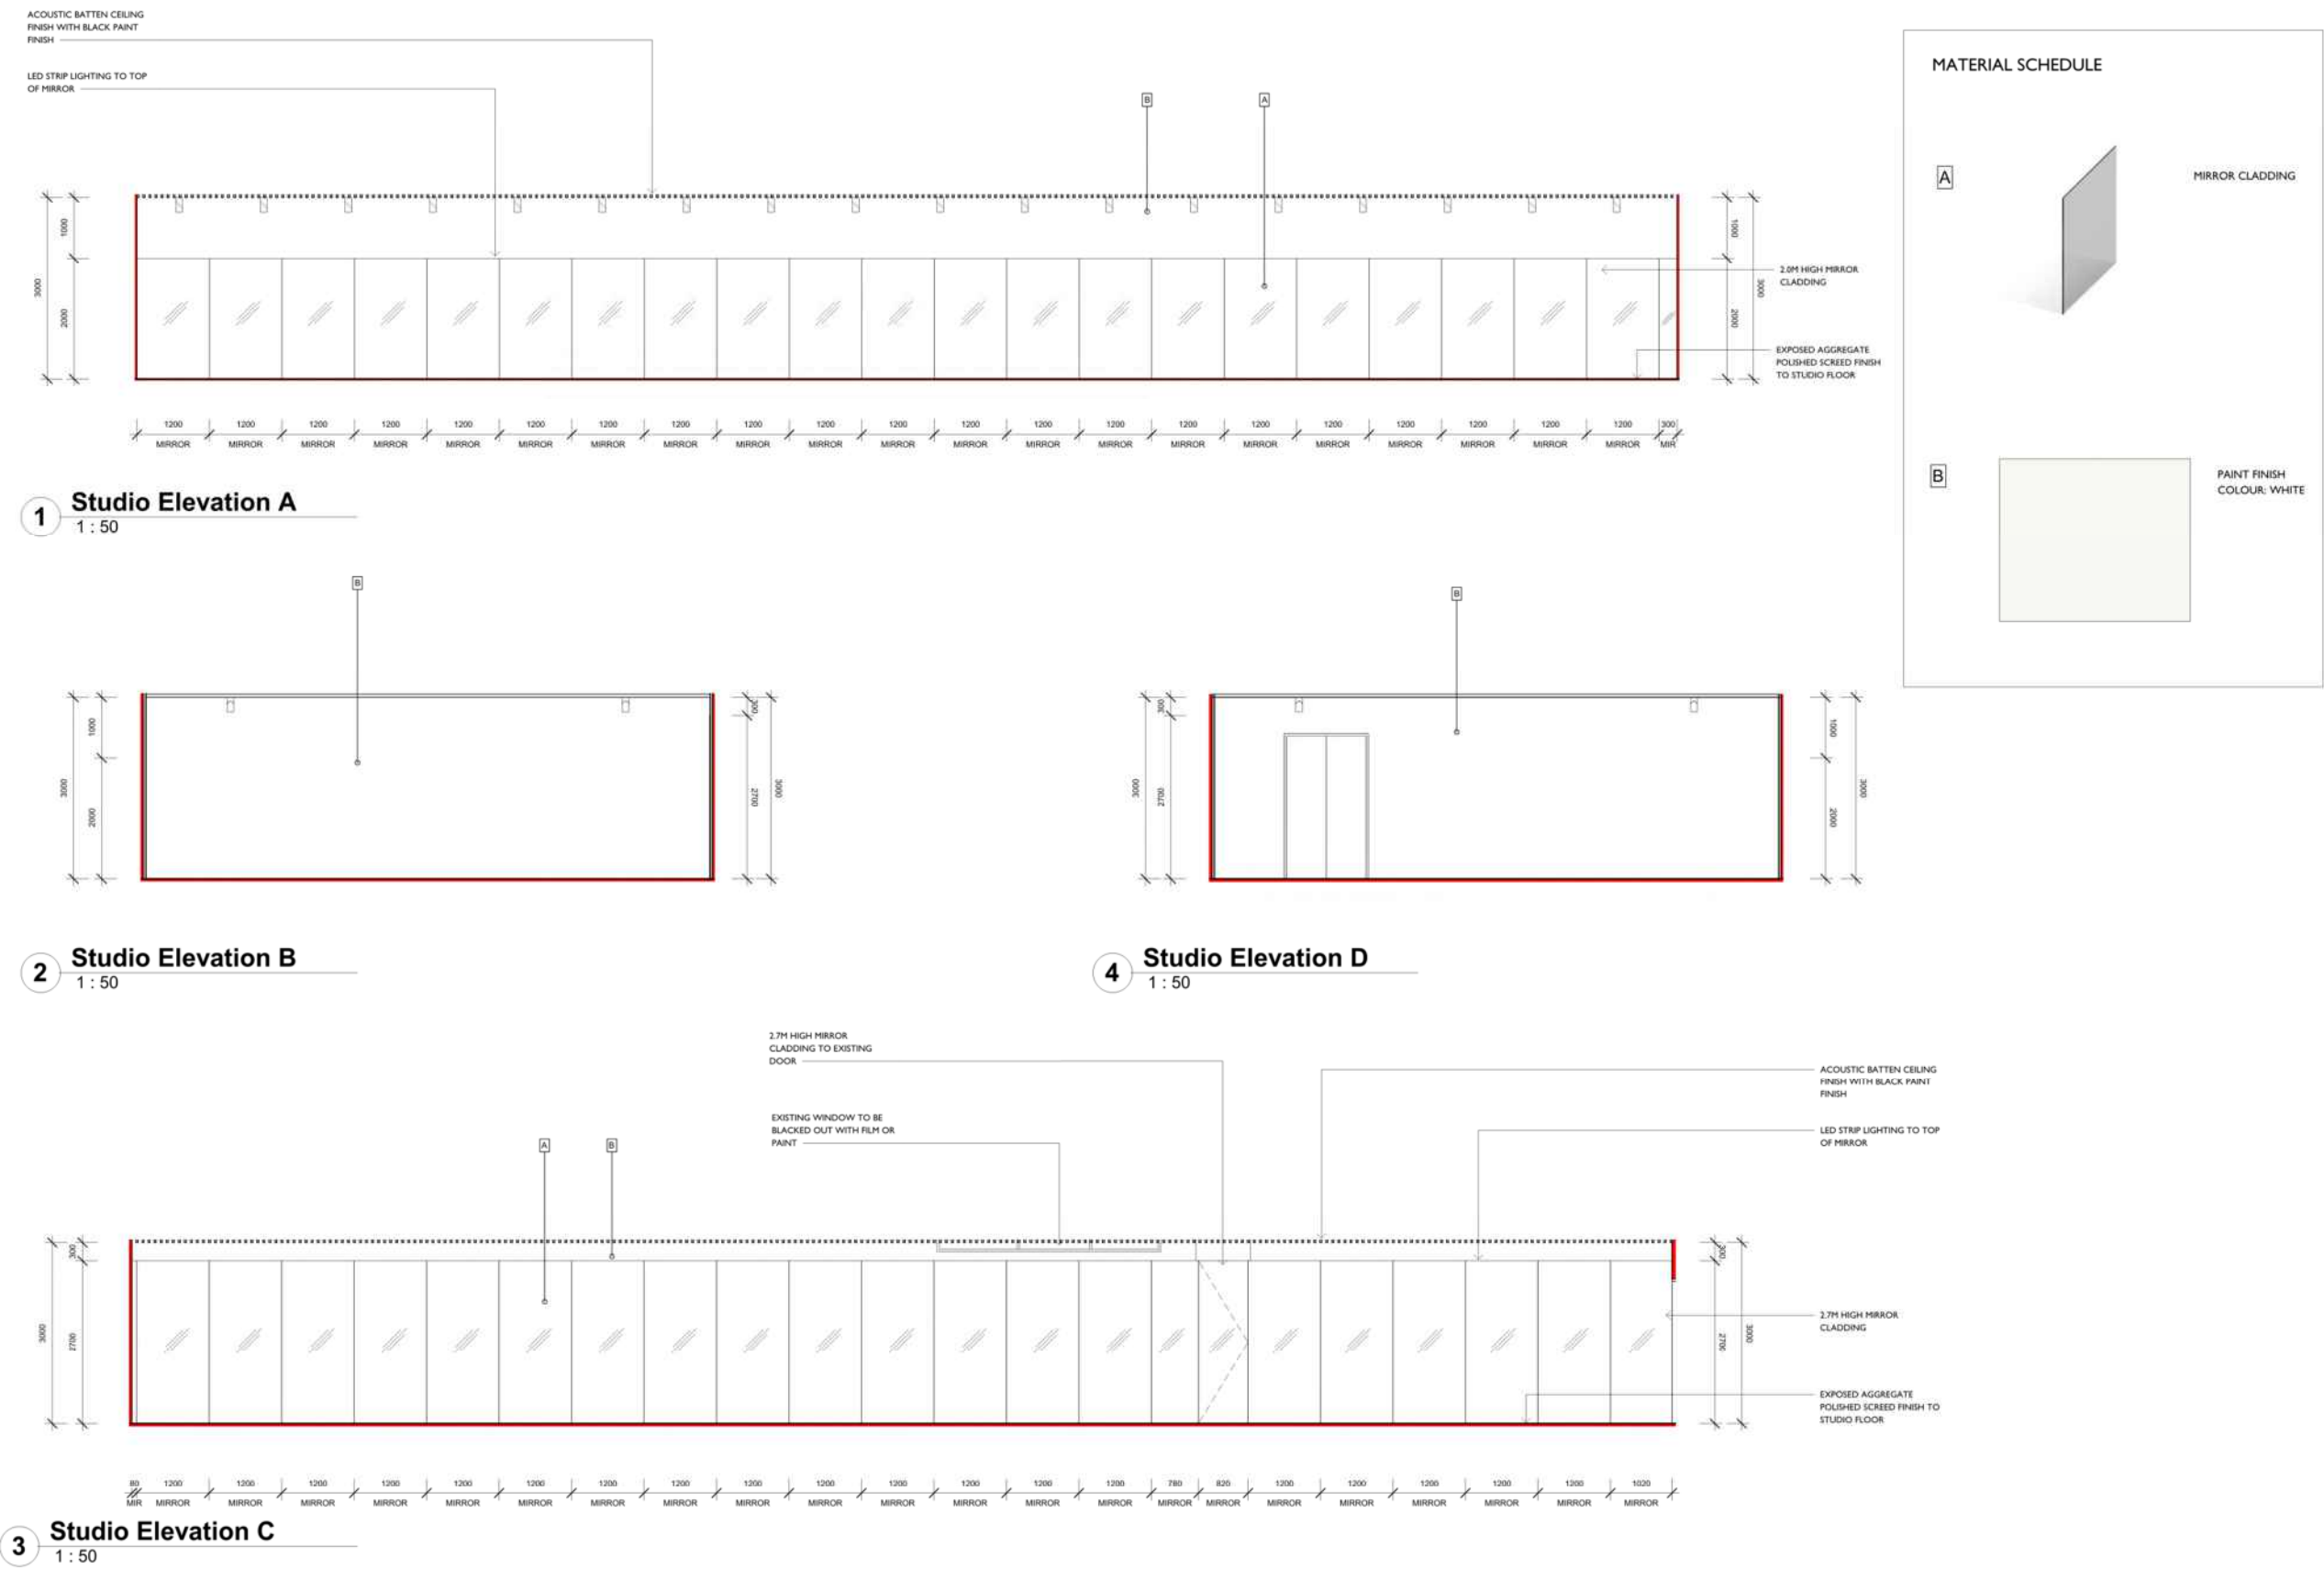 ACOUSTIC BATTEN CEILING
FINISH WITH BLACK PAINT
FINISH
LED STRIP LIGHTING TO TOP
OF MIRROR
B
A
1000
3000
2000
1000
3000
2000
2.0M HIGH MIRROR
CLADDING
EXPOSED AGGREGATE
POLISHED SCREED FINISH
TO STUDIO FLOOR
1200 1200 1200 1200 1200 1200 1200 1200 1200 1200 1200 1200 1200 1200 1200 1200 1200 1200 1200 1200 1200 300
MIRROR MIRROR MIRROR MIRROR MIRROR MIRROR MIRROR MIRROR MIRROR MIRROR MIRROR MIRROR MIRROR MIRROR MIRROR MIRROR MIRROR MIRROR MIRROR MIRROR MIRROR MIR
1 Studio Elevation A
1 : 50
MATERIAL SCHEDULE
A
MIRROR CLADDING
B
PAINT FINISH
COLOUR: WHITE
B
1000
3000
2000
300
2700
3000
2 Studio Elevation B
1 : 50
B
300
3000
2700
1000
3000
2000
4 Studio Elevation D
1 : 50
2.7M HIGH MIRROR
CLADDING TO EXISTING
DOOR
EXISTING WINDOW TO BE
BLACKED OUT WITH FILM OR
PAINT
A
B
ACOUSTIC BATTEN CEILING
FINISH WITH BLACK PAINT
FINISH
LED STRIP LIGHTING TO TOP
OF MIRROR
300
3000
2700
300
2700
3000
2.7M HIGH MIRROR
CLADDING
EXPOSED AGGREGATE
POLISHED SCREED FINISH TO
STUDIO FLOOR
80 1200 1200 1200 1200 1200 1200 1200 1200 1200 1200 1200 1200 1200 1200 780 820 1200 1200 1200 1200 1200 1020
MIR MIRROR MIRROR MIRROR MIRROR MIRROR MIRROR MIRROR MIRROR MIRROR MIRROR MIRROR MIRROR MIRROR MIRROR MIRROR MIRROR MIRROR MIRROR MIRROR MIRROR MIRROR MIRROR
3 Studio Elevation C
1 : 50